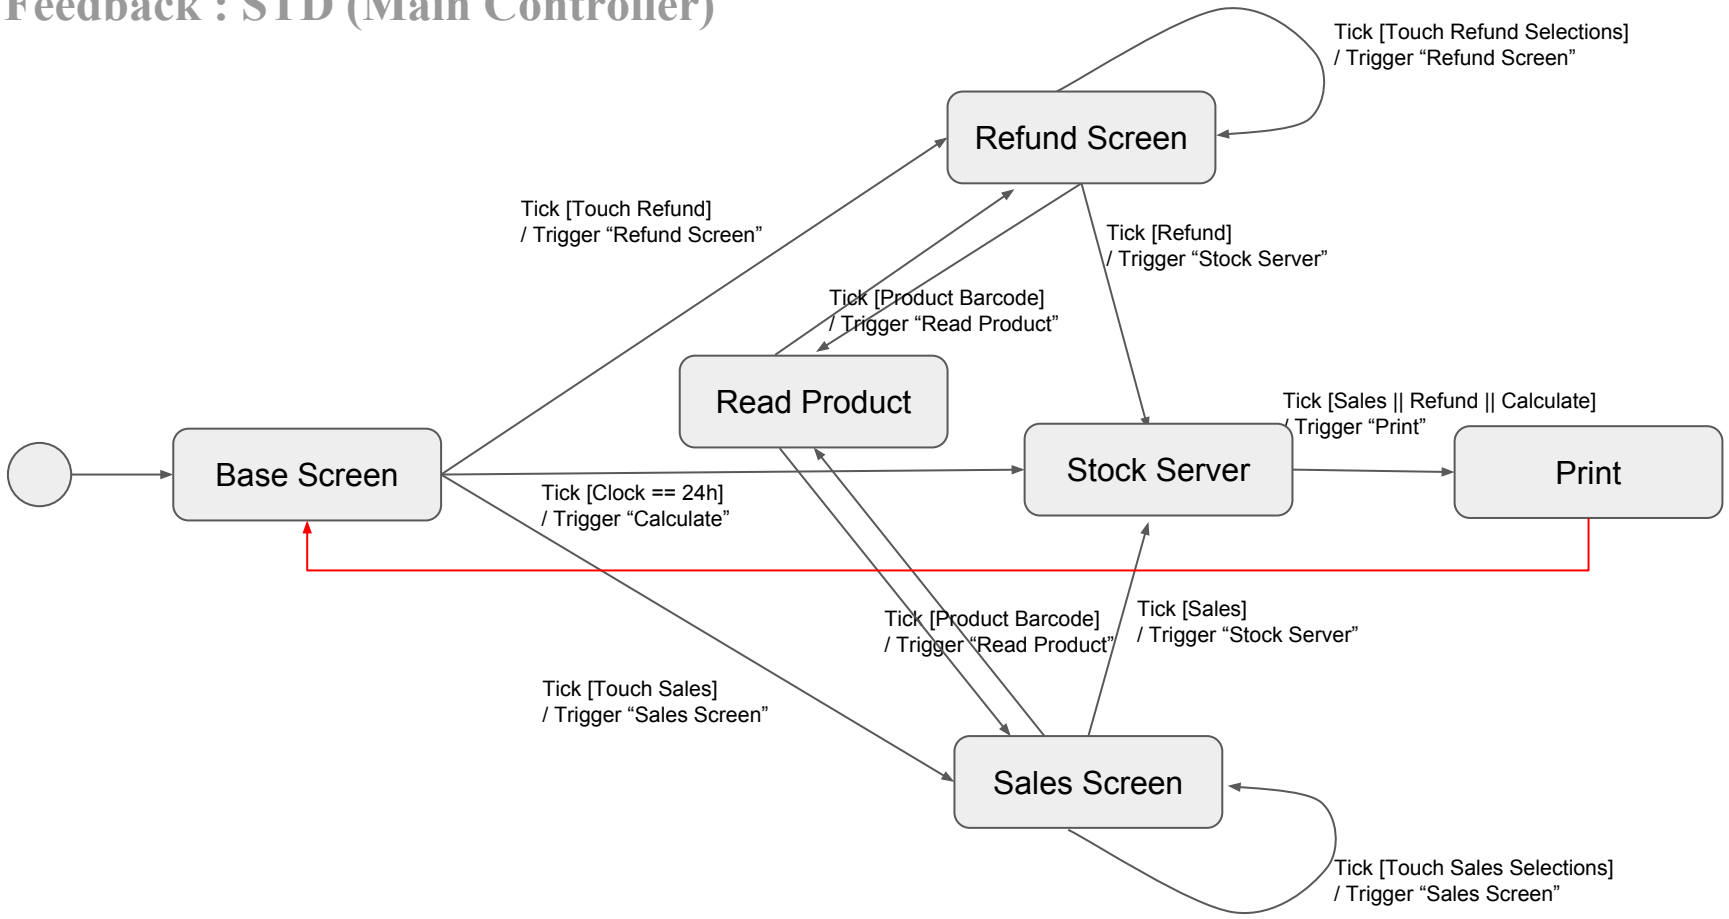 Feedback : STD (Main Controller)
Tick [Touch Refund Selections]
/ Trigger “Refund Screen”
Refund Screen
Tick [Touch Refund]
/ Trigger “Refund Screen”
Tick [Refund]
/ Trigger “Stock Server”
Tick [Product Barcode]
/ Trigger “Read Product”
Read Product
Tick [Sales || Refund || Calculate]
/ Trigger “Print”
Base Screen
Stock Server
Print
Tick [Clock == 24h]
/ Trigger “Calculate”
Tick [Product Barcode]
/ Trigger “Read Product”
Tick [Sales]
/ Trigger “Stock Server”
Tick [Touch Sales]
/ Trigger “Sales Screen”
Sales Screen
Tick [Touch Sales Selections]
/ Trigger “Sales Screen”